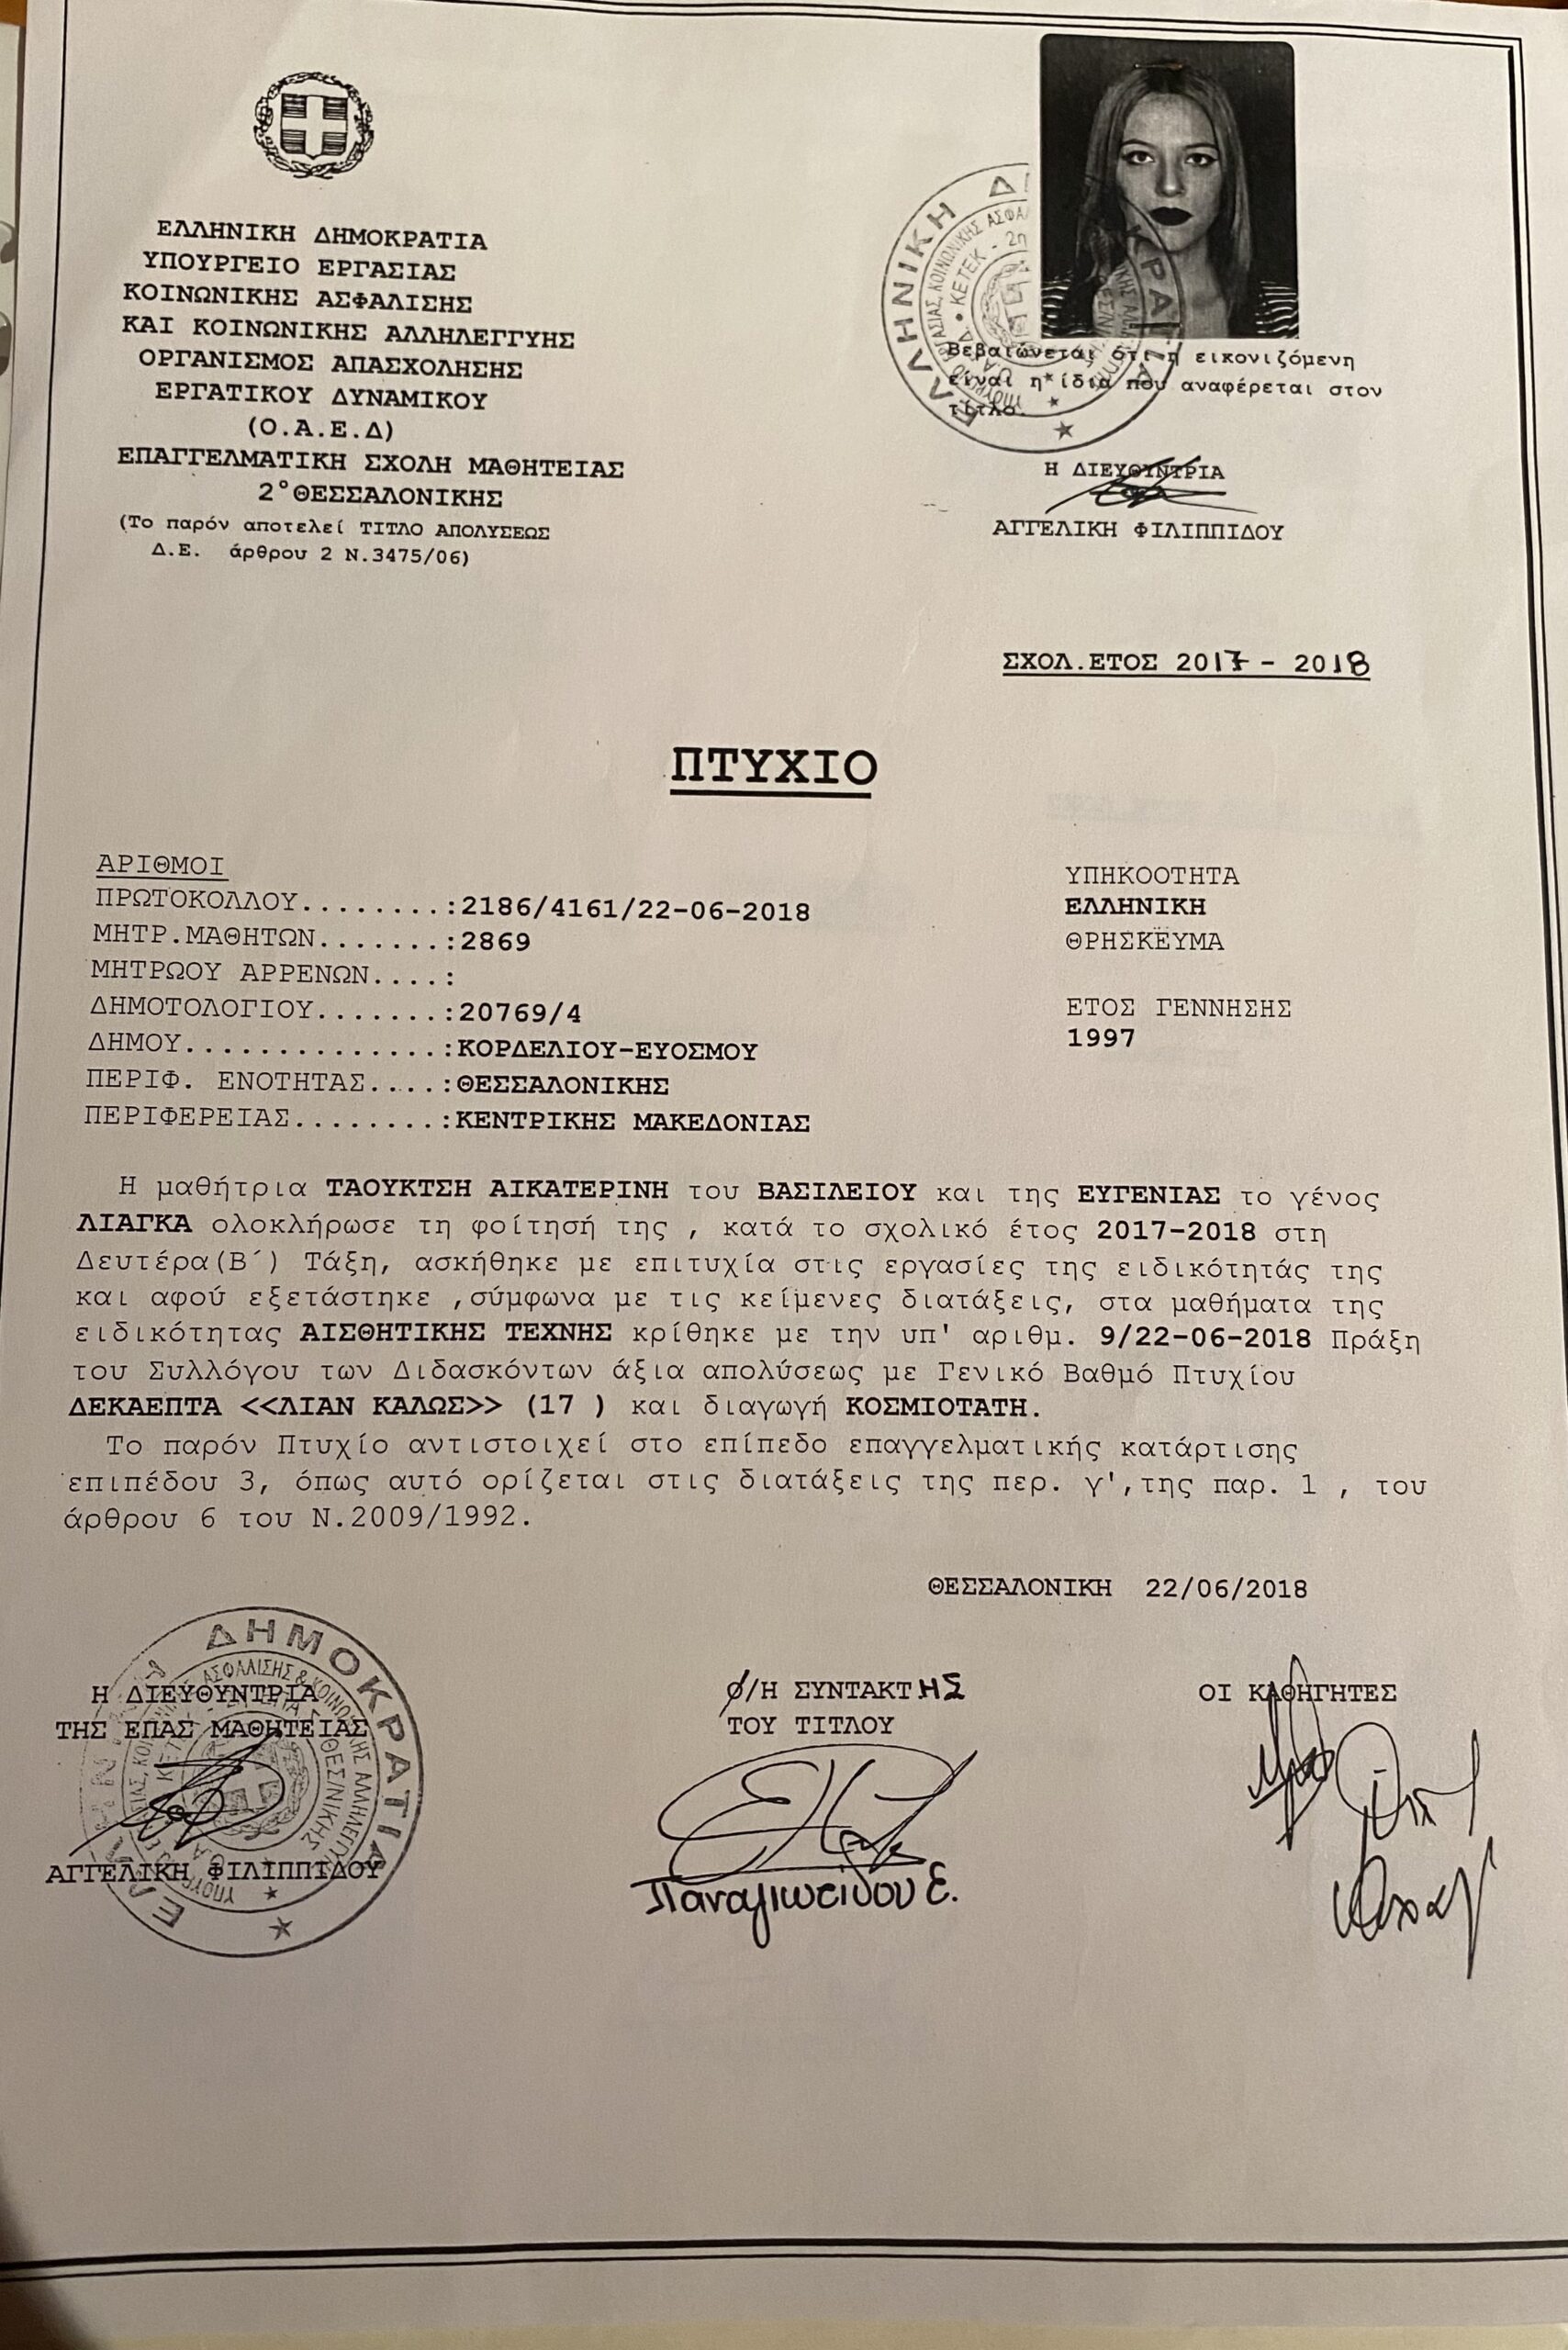 ΕΛΛΗΝΙΚΗ ΔΗΜΟΚΡΑΤΙΑ
ΥΠΟΥΡΓΕΙΟ ΕΡΓΑΣΙΑΣ
ΚΟΙΝΩΝΙΚΗΣ ΑΣΦΑΛΙΣΗΣ
ΚΑΙ ΚΟΙΝΩΝΙΚΗΣ ΑΛΛΗΛΕΓΓΥΗΣ
ΟΡΓΑΝΙΣΜΟΣ ΑΠΑΣΧΟΛΗΣΗΣ
ΕΡΓΑΤΙΚΟΥ ΔΥΝΑΜΙΚΟΥ
(Ο.Α.Ε.Δ)
ΕΠΑΓΓΕΛΜΑΤΙΚΗ ΣΧΟΛΗ ΜΑΘΗΤΕΙΑΣ
2°ΘΕΣΣΑΛΟΝΙΚΗΣ
(Το παρόν αποτελεί ΤΙΤΛΟ ΑΠΟΛΥΣΕΩΣ
Δ.Ε. άρθρου 2 Ν.3475/06)
Βεβαιώνεται ότι η εικονιζόμενη
είναι η ίδια που αναφέρεται στον
τίτλο.
Η ΔΙΕΥΘΥΝΤΡΙΑ
ΑΓΓΕΛΙΚΗ ΦΙΛΙΠΠΙΔΟΥ
ΣΧΟΛ.ΕΤΟΣ 2017 - 2018
ΠΤΥΧΙΟ
ΑΡΙΘΜΟΙ
ΠΡΩΤΟΚΟΛΛΟΥ........:2186/4161/22-06-2018
ΜΗΤΡ.ΜΑΘΗΤΩΝ.......:2869
ΜΗΤΡΩΟΥ ΑΡΡΕΝΩΝ....:
ΔΗΜΟΤΟΛΟΓΙΟΥ.......:20769/4
ΔΗΜΟΥ..............:ΚΟΡΔΕΛΙΟΥ-ΕΥΟΣΜΟΥ
ΠΕΡΙΦ. ΕΝΟΤΗΤΑΣ....:ΘΕΣΣΑΛΟΝΙΚΗΣ
ΠΕΡΙΦΕΡΕΙΑΣ........:ΚΕΝΤΡΙΚΗΣ ΜΑΚΕΔΟΝΙΑΣ
ΥΠΗΚΟΟΤΗΤΑ
ΕΛΛΗΝΙΚΗ
ΘΡΗΣΚΕΥΜΑ
ΕΤΟΣ ΓΕΝΝΗΣΗΣ
1997
Η μαθήτρια ΤΑΟΥΚΤΣΗ ΑΙΚΑΤΕΡΙΝΗ του ΒΑΣΙΛΕΙΟΥ και της ΕΥΓΕΝΙΑΣ το γένος
ΛΙΑΓΚΑ ολοκλήρωσε τη φοίτησή της , κατά το σχολικό έτος 2017-2018 στη
Δευτέρα(Β΄) Τάξη, ασκήθηκε με επιτυχία στις εργασίες της ειδικότητάς της
και αφού εξετάστηκε ,σύμφωνα με τις κείμενες διατάξεις, στα μαθήματα της
ειδικότητας ΑΙΣΘΗΤΙΚΗΣ ΤΕΧΝΗΣ κρίθηκε με την υπ' αριθμ. 9/22-06-2018 Πράξη
του Συλλόγου των Διδασκόντων άξια απολύσεως με Γενικό Βαθμό Πτυχίου
ΔΕΚΑΕΠΤΑ <<ΛΙΑΝ ΚΑΛΩΣ>> (17 ) και διαγωγή ΚΟΣΜΙΟΤΑΤΗ.
Το παρόν Πτυχίο αντιστοιχεί στο επίπεδο επαγγελματικής κατάρτισης
επιπέδου 3, όπως αυτό ορίζεται στις διατάξεις της περ. γ',της παρ. 1 , του
άρθρου 6 του Ν.2009/1992.
ΘΕΣΣΑΛΟΝΙΚΗ 22/06/2018
Η ΔΙΕΥΘΥΝΤΡΙΑ
ΤΗΣ ΕΠΑΣ ΜΑΘΗΤΕΙΑΣ
ΑΓΓΕΛΙΚΗ ΦΙΛΙΠΠΙΔΟΥ
Ο/Η ΣΥΝΤΑΚΤΗΣ
ΤΟΥ ΤΙΤΛΟΥ
Παναγιωτίδου Ε.
ΟΙ ΚΑΘΗΓΗΤΕΣ